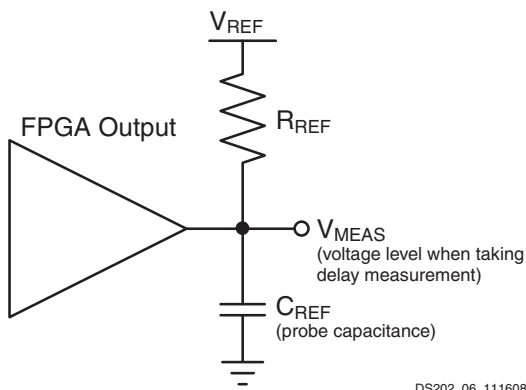 VREF
FPGA Output
RREF
VMEAS
(voltage level when taking
delay measurement)
CREF
(probe capacitance)
DS202_06_111608